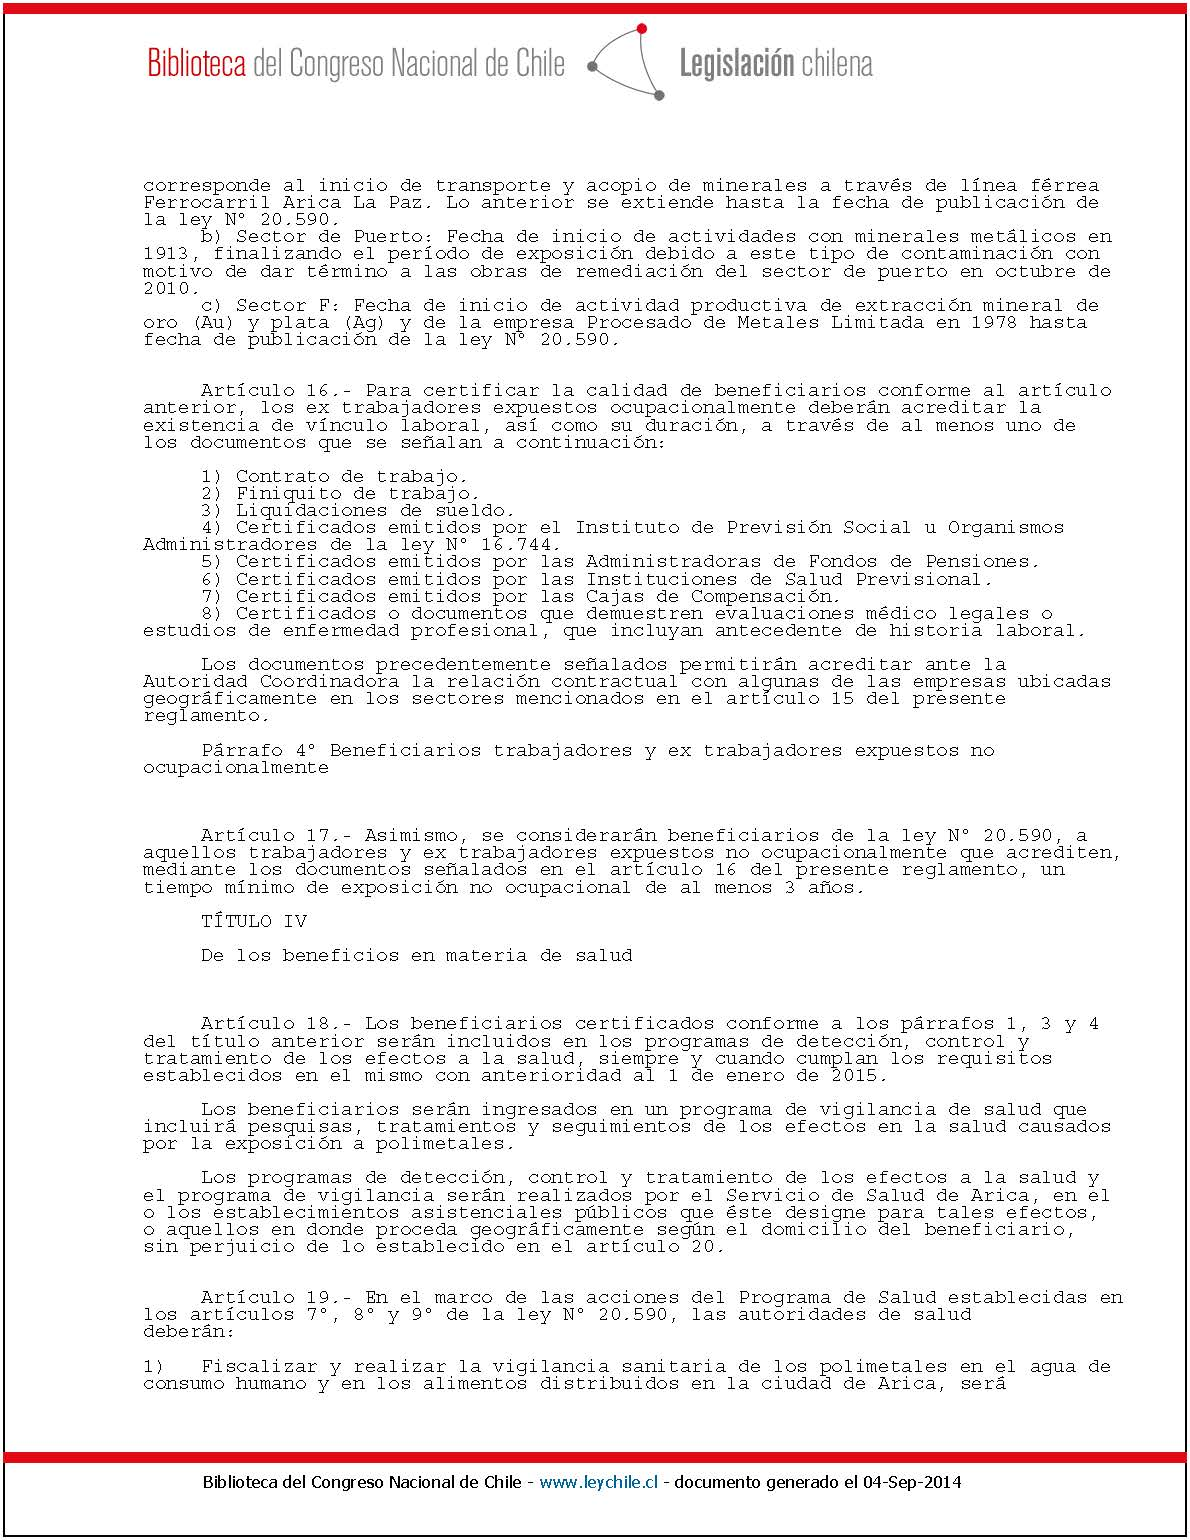 Biblioteca del Congreso Nacional de Chile Legislación chilena
corresponde al inicio de transporte y acopio de minerales a través de línea férrea
Ferrocarril Arica La Paz. Lo anterior se extiende hasta la fecha de publicación de
la ley Nº 20.590.
b) Sector de Puerto: Fecha de inicio de actividades con minerales metálicos en
1913, finalizando el período de exposición debido a este tipo de contaminación con
motivo de dar término a las obras de remediación del sector de puerto en octubre de
2010.
c) Sector F: Fecha de inicio de actividad productiva de extracción mineral de
oro (Au) y plata (Ag) y de la empresa Procesado de Metales Limitada en 1978 hasta
fecha de publicación de la ley Nº 20.590.
Artículo 16.- Para certificar la calidad de beneficiarios conforme al artículo
anterior, los ex trabajadores expuestos ocupacionalmente deberán acreditar la
existencia de vínculo laboral, así como su duración, a través de al menos uno de
los documentos que se señalan a continuación:
1) Contrato de trabajo.
2) Finiquito de trabajo.
3) Liquidaciones de sueldo.
4) Certificados emitidos por el Instituto de Previsión Social u Organismos
Administradores de la ley Nº 16.744.
5) Certificados emitidos por las Administradoras de Fondos de Pensiones.
6) Certificados emitidos por las Instituciones de Salud Previsional.
7) Certificados emitidos por las Cajas de Compensación.
8) Certificados o documentos que demuestren evaluaciones médico legales o
estudios de enfermedad profesional, que incluyan antecedente de historia laboral.
Los documentos precedentemente señalados permitirán acreditar ante la
Autoridad Coordinadora la relación contractual con algunas de las empresas ubicadas
geográficamente en los sectores mencionados en el artículo 15 del presente
reglamento.
Párrafo 4º Beneficiarios trabajadores y ex trabajadores expuestos no
ocupacionalmente
Artículo 17.- Asimismo, se considerarán beneficiarios de la ley Nº 20.590, a
aquellos trabajadores y ex trabajadores expuestos no ocupacionalmente que acrediten,
mediante los documentos señalados en el artículo 16 del presente reglamento, un
tiempo mínimo de exposición no ocupacional de al menos 3 años.
TÍTULO IV
De los beneficios en materia de salud
Artículo 18.- Los beneficiarios certificados conforme a los párrafos 1, 3 y 4
del título anterior serán incluidos en los programas de detección, control y
tratamiento de los efectos a la salud, siempre y cuando cumplan los requisitos
establecidos en el mismo con anterioridad al 1 de enero de 2015.
Los beneficiarios serán ingresados en un programa de vigilancia de salud que
incluirá pesquisas, tratamientos y seguimientos de los efectos en la salud causados
por la exposición a polimetales.
Los programas de detección, control y tratamiento de los efectos a la salud y
el programa de vigilancia serán realizados por el Servicio de Salud de Arica, en el
o los establecimientos asistenciales públicos que éste designe para tales efectos,
o aquellos en donde proceda geográficamente según el domicilio del beneficiario,
sin perjuicio de lo establecido en el artículo 20.
Artículo 19.- En el marco de las acciones del Programa de Salud establecidas en
los artículos 7º, 8º y 9º de la ley Nº 20.590, las autoridades de salud
deberán:
1) Fiscalizar y realizar la vigilancia sanitaria de los polimetales en el agua de
consumo humano y en los alimentos distribuidos en la ciudad de Arica, será
Biblioteca del Congreso Nacional de Chile - www.leychile.cl - documento generado el 04-Sep-2014